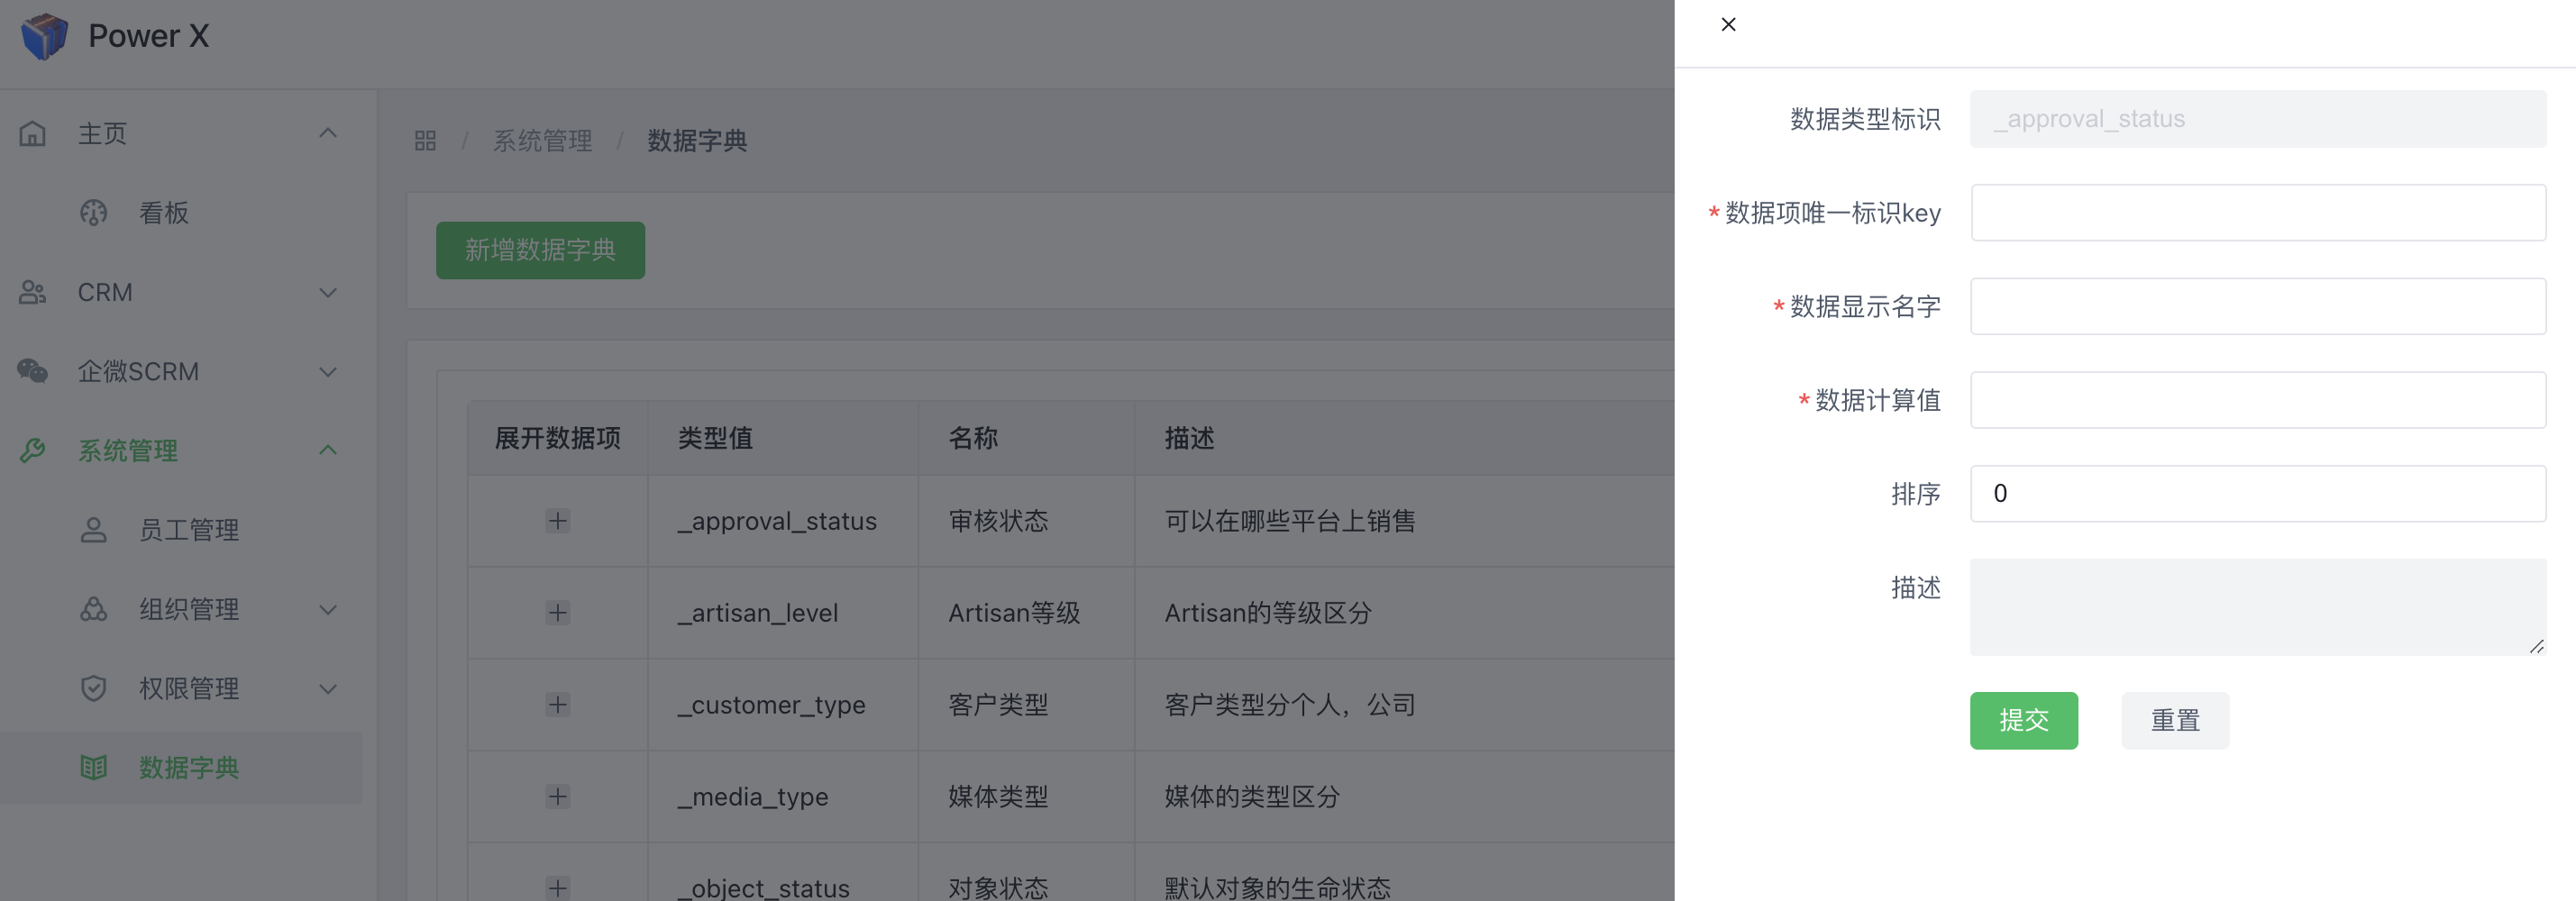 Power X
主页
看板
CRM
企微SCRM
系统管理
员工管理
组织管理
权限管理
数据字典
/ 系统管理 / 数据字典
新增数据字典
展开数据项 类型值 名称 描述
_approval_status 审核状态 可以在哪些平台上销售
_artisan_level Artisan等级 Artisan的等级区分
_customer_type 客户类型 客户类型分个人，公司
_media_type 媒体类型 媒体的类型区分
_object_status 对象状态 默认对象的生命状态
数据类型标识 _approval_status
* 数据项唯一标识key
* 数据显示名字
* 数据计算值
排序 0
描述
提交 重置